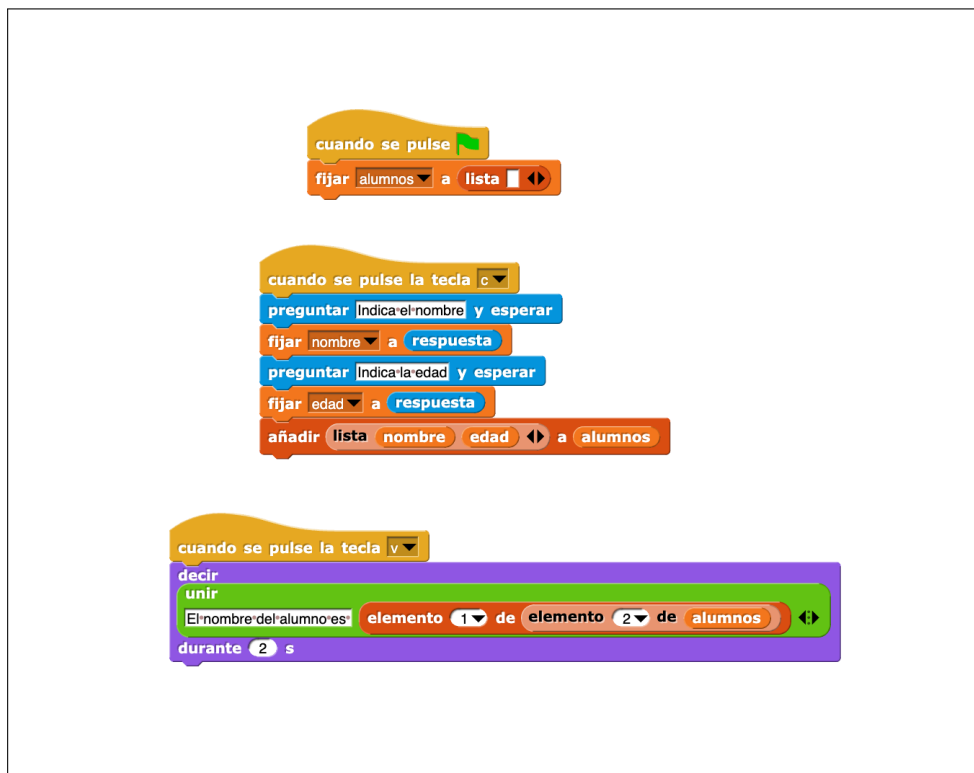 cuando se pulse
fijar alumnos a lista
cuando se pulse la tecla c
preguntar Indica el nombre y esperar
fijar nombre a respuesta
preguntar Indica la edad y esperar
fijar edad a respuesta
añadir lista nombre edad a alumnos
cuando se pulse la tecla v
decir
unir
El nombre del alumno es elemento 1 de elemento 2 de alumnos
durante 2 s